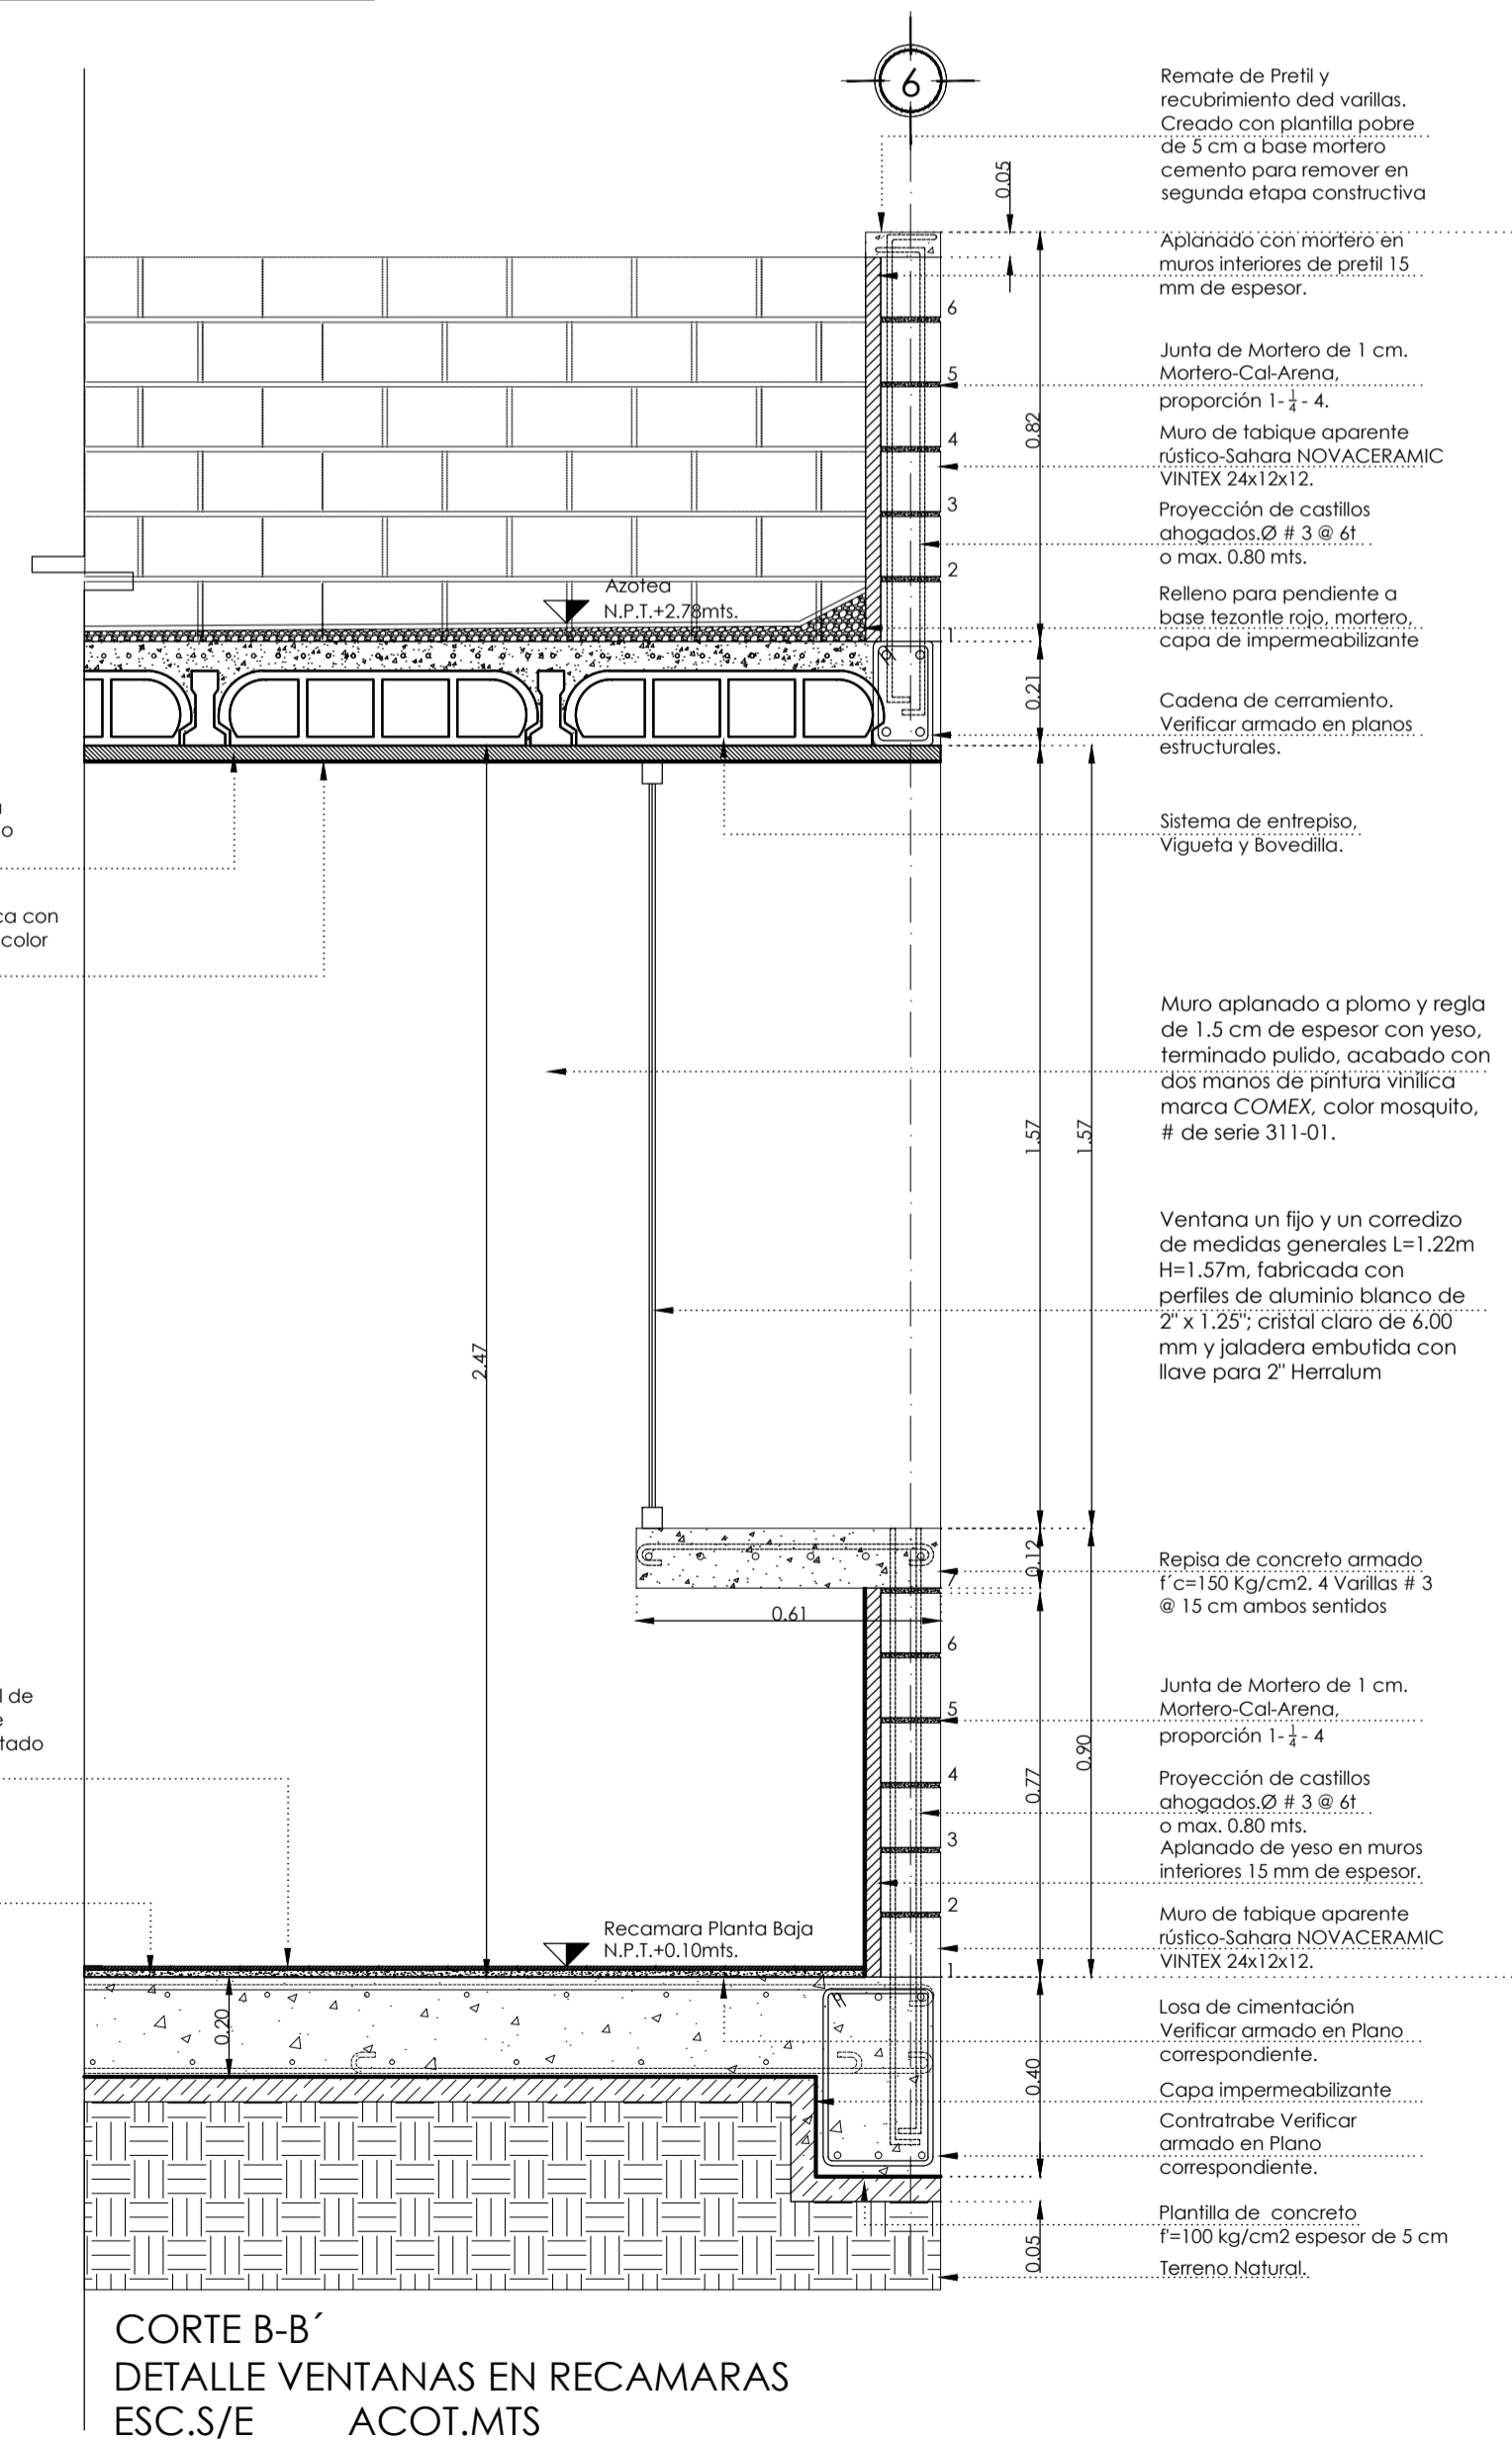 6
Remate de Pretil y
recubrimiento ded varillas.
Creado con plantilla pobre
de 5 cm a base mortero
cemento para remover en
segunda etapa constructiva
0.05
Aplanado con mortero en
muros interiores de pretil 15
mm de espesor.
6
Junta de Mortero de 1 cm.
Mortero-Cal-Arena,
proporción 1- 1/4 - 4.
5
0.82
Muro de tabique aparente
rústico-Sahara NOVACERAMIC
VINTEX 24x12x12.
4
Proyección de castillos
ahogados.Ø # 3 @ 6t
o max. 0.80 mts.
3
2
Azotea
N.P.T.+2.78mts.
Relleno para pendiente a
base tezontle rojo, mortero,
capa de impermeabilizante
1
0.21
Cadena de cerramiento.
Verificar armado en planos
estructurales.
o
Sistema de entrepiso,
Vigueta y Bovedilla.
ca con
color
Muro aplanado a plomo y regla
de 1.5 cm de espesor con yeso,
terminado pulido, acabado con
dos manos de pintura vinílica
marca COMEX, color mosquito,
# de serie 311-01.
1.57
1.57
Ventana un fijo y un corredizo
de medidas generales L=1.22m
H=1.57m, fabricada con
perfiles de aluminio blanco de
2" x 1.25"; cristal claro de 6.00
mm y jaladera embutida con
llave para 2" Herralum
2.47
0.12
Repisa de concreto armado
f´c=150 Kg/cm2. 4 Varillas # 3
@ 15 cm ambos sentidos
7
0.61
6
l de
e
tado
Junta de Mortero de 1 cm.
Mortero-Cal-Arena,
proporción 1- 1/4 - 4
5
0.90
0.77
4
Proyección de castillos
ahogados.Ø # 3 @ 6t
o max. 0.80 mts.
3
Aplanado de yeso en muros
interiores 15 mm de espesor.
2
Recamara Planta Baja
N.P.T.+0.10mts.
Muro de tabique aparente
rústico-Sahara NOVACERAMIC
VINTEX 24x12x12.
1
0.20
Losa de cimentación
Verificar armado en Plano
correspondiente.
0.40
Capa impermeabilizante
Contratrabe Verificar
armado en Plano
correspondiente.
Plantilla de concreto
f'=100 kg/cm2 espesor de 5 cm
0.05
Terreno Natural.
CORTE B-B´
DETALLE VENTANAS EN RECAMARAS
ESC.S/E ACOT.MTS